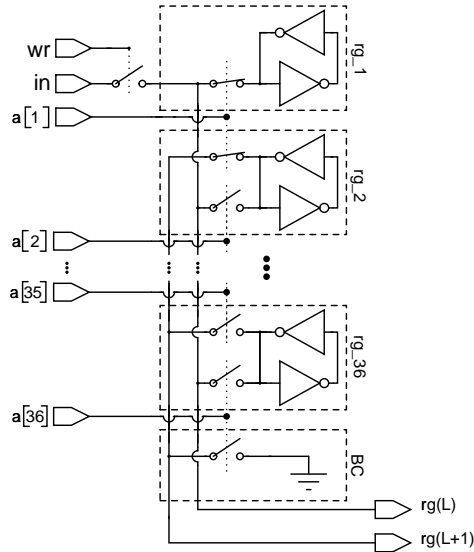 wr
rg_1
in
a[1]
rg_2
a[2]
a[35]
rg_36
a[36]
BC
rg(L)
rg(L+1)